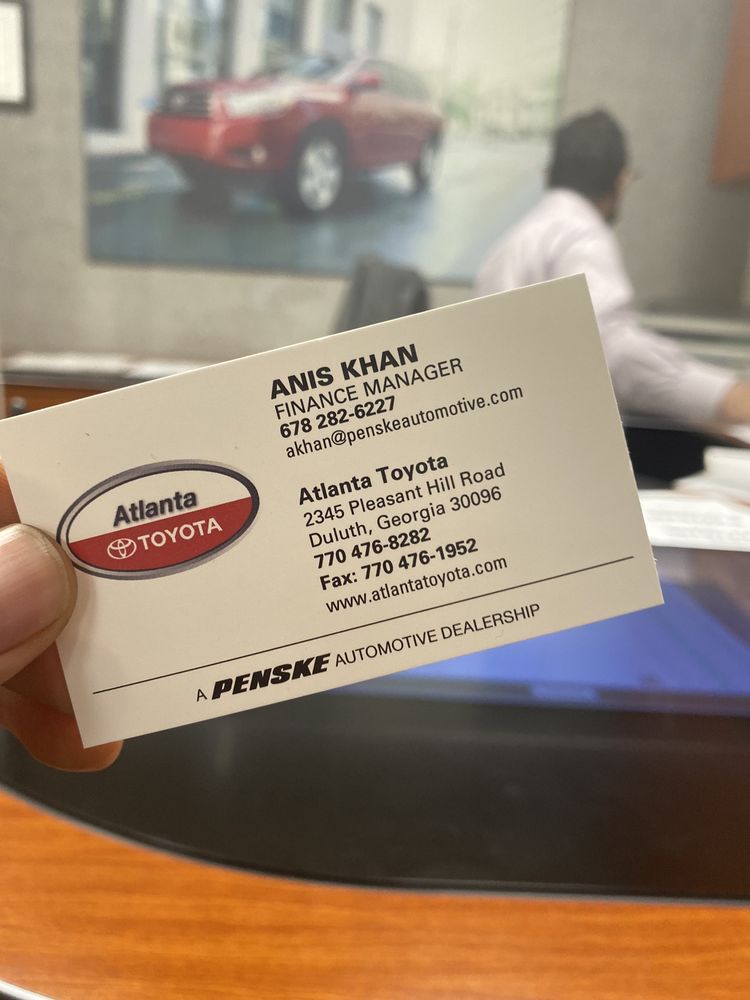 ANIS KHAN
FINANCE MANAGER
678 282-6227
akhan@penskeautomotive.com
Atlanta
TOYOTA
Atlanta Toyota
2345 Pleasant Hill Road
Duluth, Georgia 30096
770 476-8282
Fax: 770 476-1952
www.atlantatoyota.com
A PENSKE AUTOMOTIVE DEALERSHIP